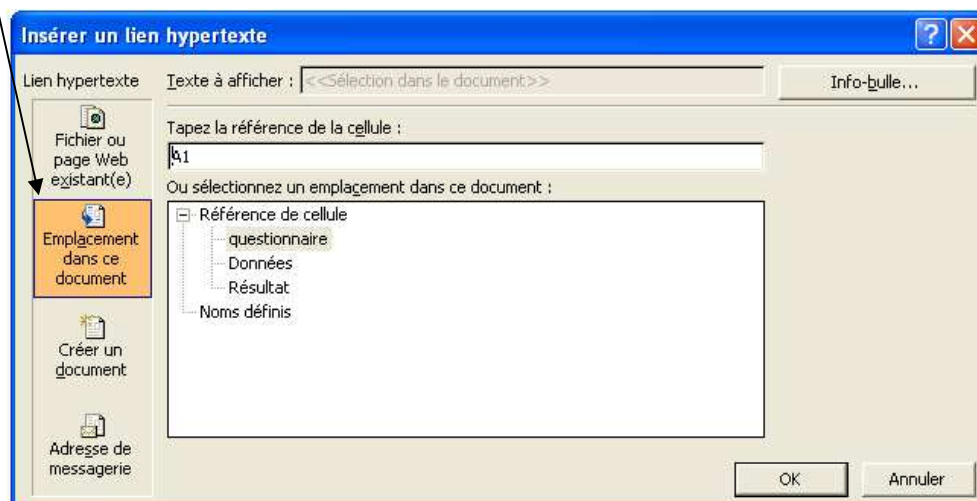 Insérer un lien hypertexte
Lien hypertexte
Texte à afficher : <<Sélection dans le document>>
Info-bulle...
Fichier ou
page Web
existant(e)
Emplacement
dans ce
document
Créer un
document
Adresse de
messagerie
Tapez la référence de la cellule :
A1
Ou sélectionnez un emplacement dans ce document :
Référence de cellule
questionnaire
Données
Résultat
Noms définis
OK
Annuler